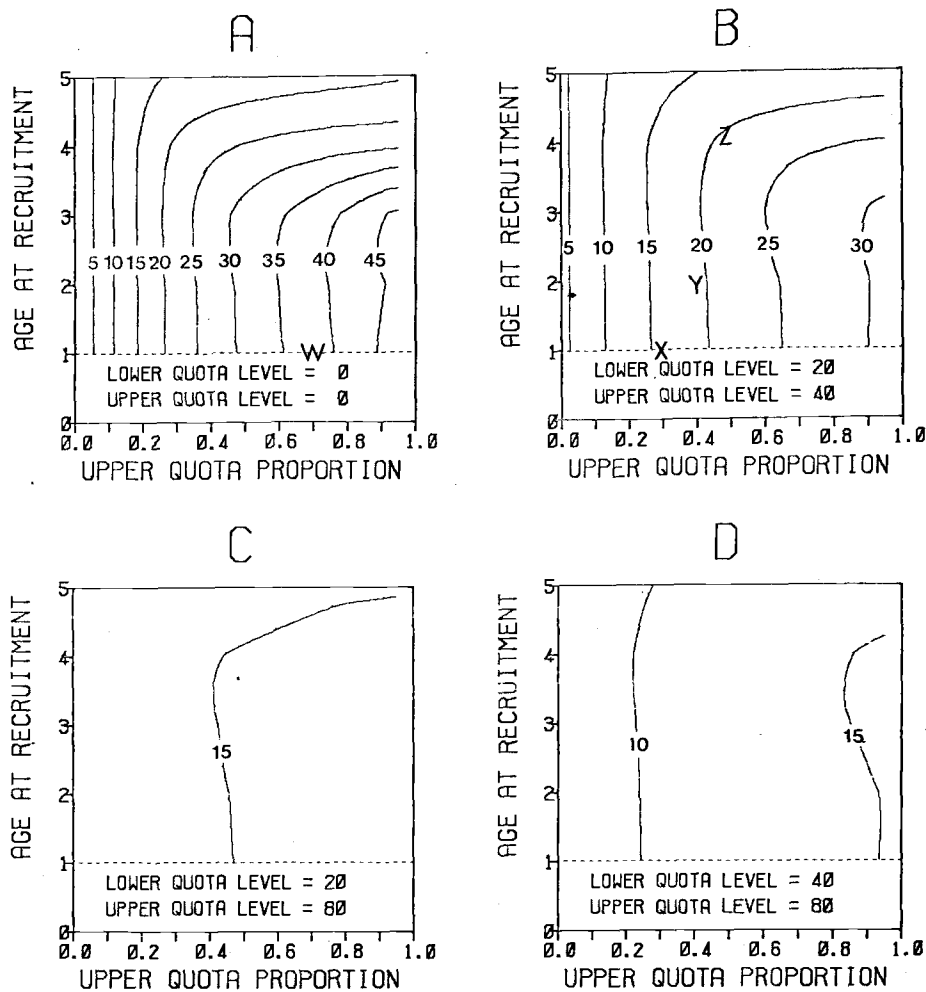 A
AGE AT RECRUITMENT
5
4
3
2
1
0
5 10 15 20 25 30 35 40 45
W
LOWER QUOTA LEVEL = 0
UPPER QUOTA LEVEL = 0
0.0 0.2 0.4 0.6 0.8 1.0
UPPER QUOTA PROPORTION
B
AGE AT RECRUITMENT
5
4
3
2
1
0
Z
5 10 15 20 25 30
Y
X
LOWER QUOTA LEVEL = 20
UPPER QUOTA LEVEL = 40
0.0 0.2 0.4 0.6 0.8 1.0
UPPER QUOTA PROPORTION
C
AGE AT RECRUITMENT
5
4
3
2
1
0
15
LOWER QUOTA LEVEL = 20
UPPER QUOTA LEVEL = 80
0.0 0.2 0.4 0.6 0.8 1.0
UPPER QUOTA PROPORTION
D
AGE AT RECRUITMENT
5
4
3
2
1
0
10 15
LOWER QUOTA LEVEL = 40
UPPER QUOTA LEVEL = 80
0.0 0.2 0.4 0.6 0.8 1.0
UPPER QUOTA PROPORTION